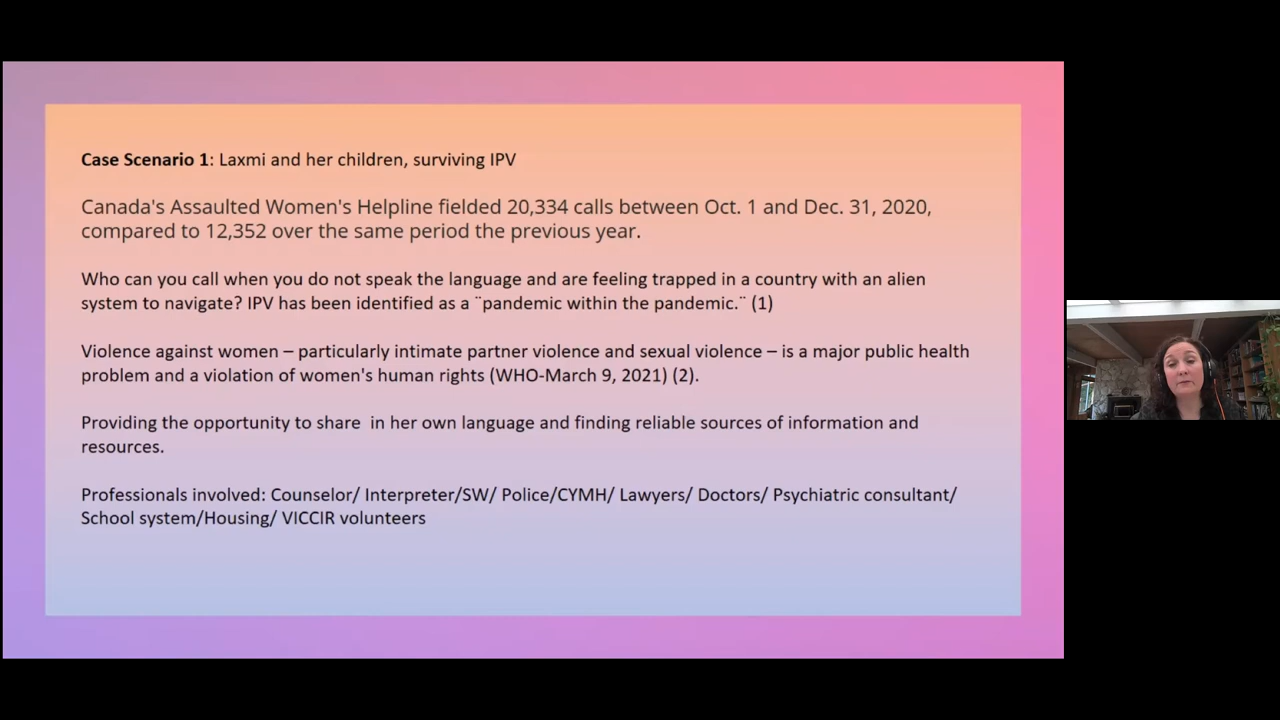 Case Scenario 1: Laxmi and her children, surviving IPV
Canada's Assaulted Women's Helpline fielded 20,334 calls between Oct. 1 and Dec. 31, 2020,
compared to 12,352 over the same period the previous year.
Who can you call when you do not speak the language and are feeling trapped in a country with an alien
system to navigate? IPV has been identified as a ¨pandemic within the pandemic.¨ (1)
Violence against women – particularly intimate partner violence and sexual violence – is a major public health
problem and a violation of women's human rights (WHO-March 9, 2021) (2).
Providing the opportunity to share  in her own language and finding reliable sources of information and
resources.
Professionals involved: Counselor/ Interpreter/SW/ Police/CYMH/ Lawyers/ Doctors/ Psychiatric consultant/
School system/Housing/ VICCIR volunteers